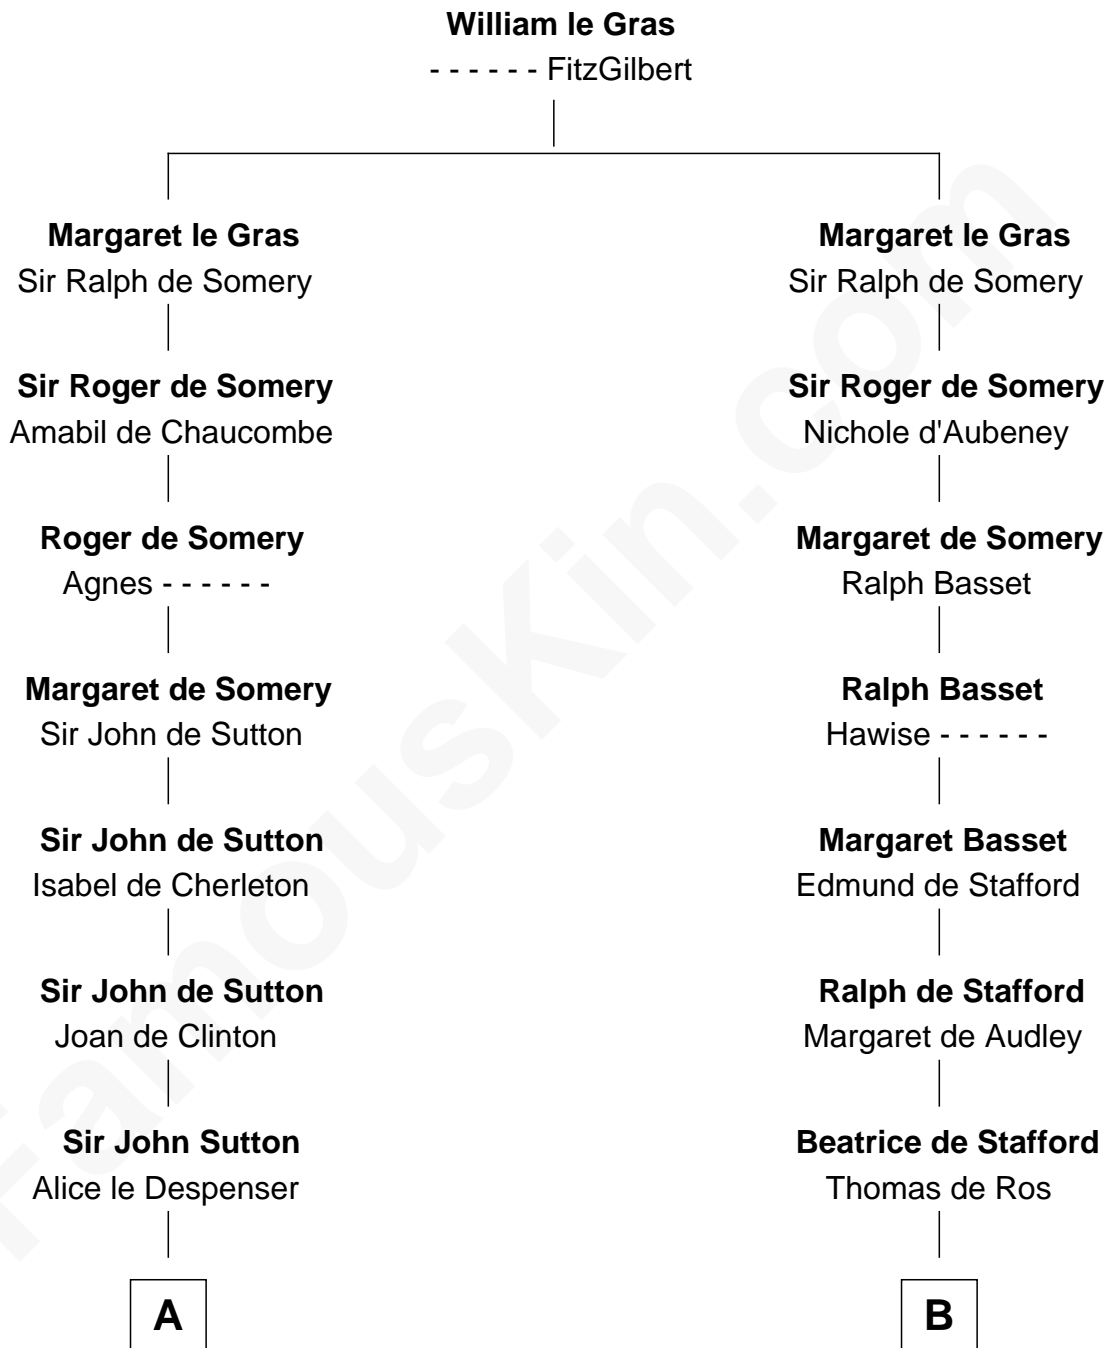 William le Gras
- - - - - - FitzGilbert
Margaret le Gras
Sir Ralph de Somery
Margaret le Gras
Sir Ralph de Somery
Sir Roger de Somery
Amabil de Chaucombe
Sir Roger de Somery
Nichole d'Aubeney
Roger de Somery
Agnes - - - - - -
Margaret de Somery
Ralph Basset
Margaret de Somery
Sir John de Sutton
Ralph Basset
Hawise - - - - - -
Sir John de Sutton
Isabel de Cherleton
Margaret Basset
Edmund de Stafford
Sir John de Sutton
Joan de Clinton
Ralph de Stafford
Margaret de Audley
Sir John Sutton
Alice le Despenser
Beatrice de Stafford
Thomas de Ros
A
B
FamousKin.com